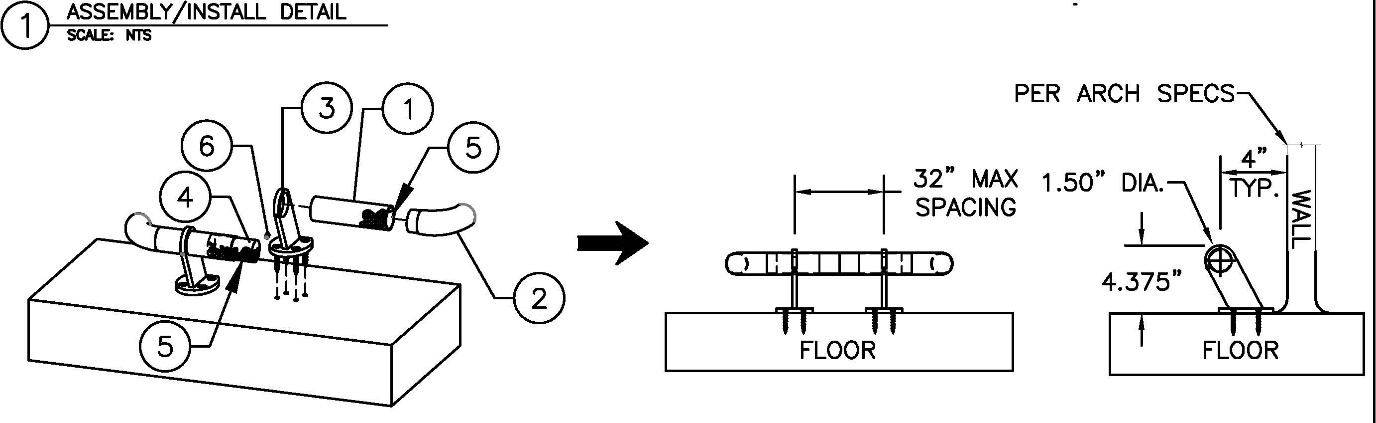 1
ASSEMBLY/INSTALL DETAIL
SCALE: NTS
3
1
5
6
4
2
5
32" MAX
SPACING
FLOOR
PER ARCH SPECS
4"
TYP.
1.50" DIA.
WALL
4.375"
FLOOR